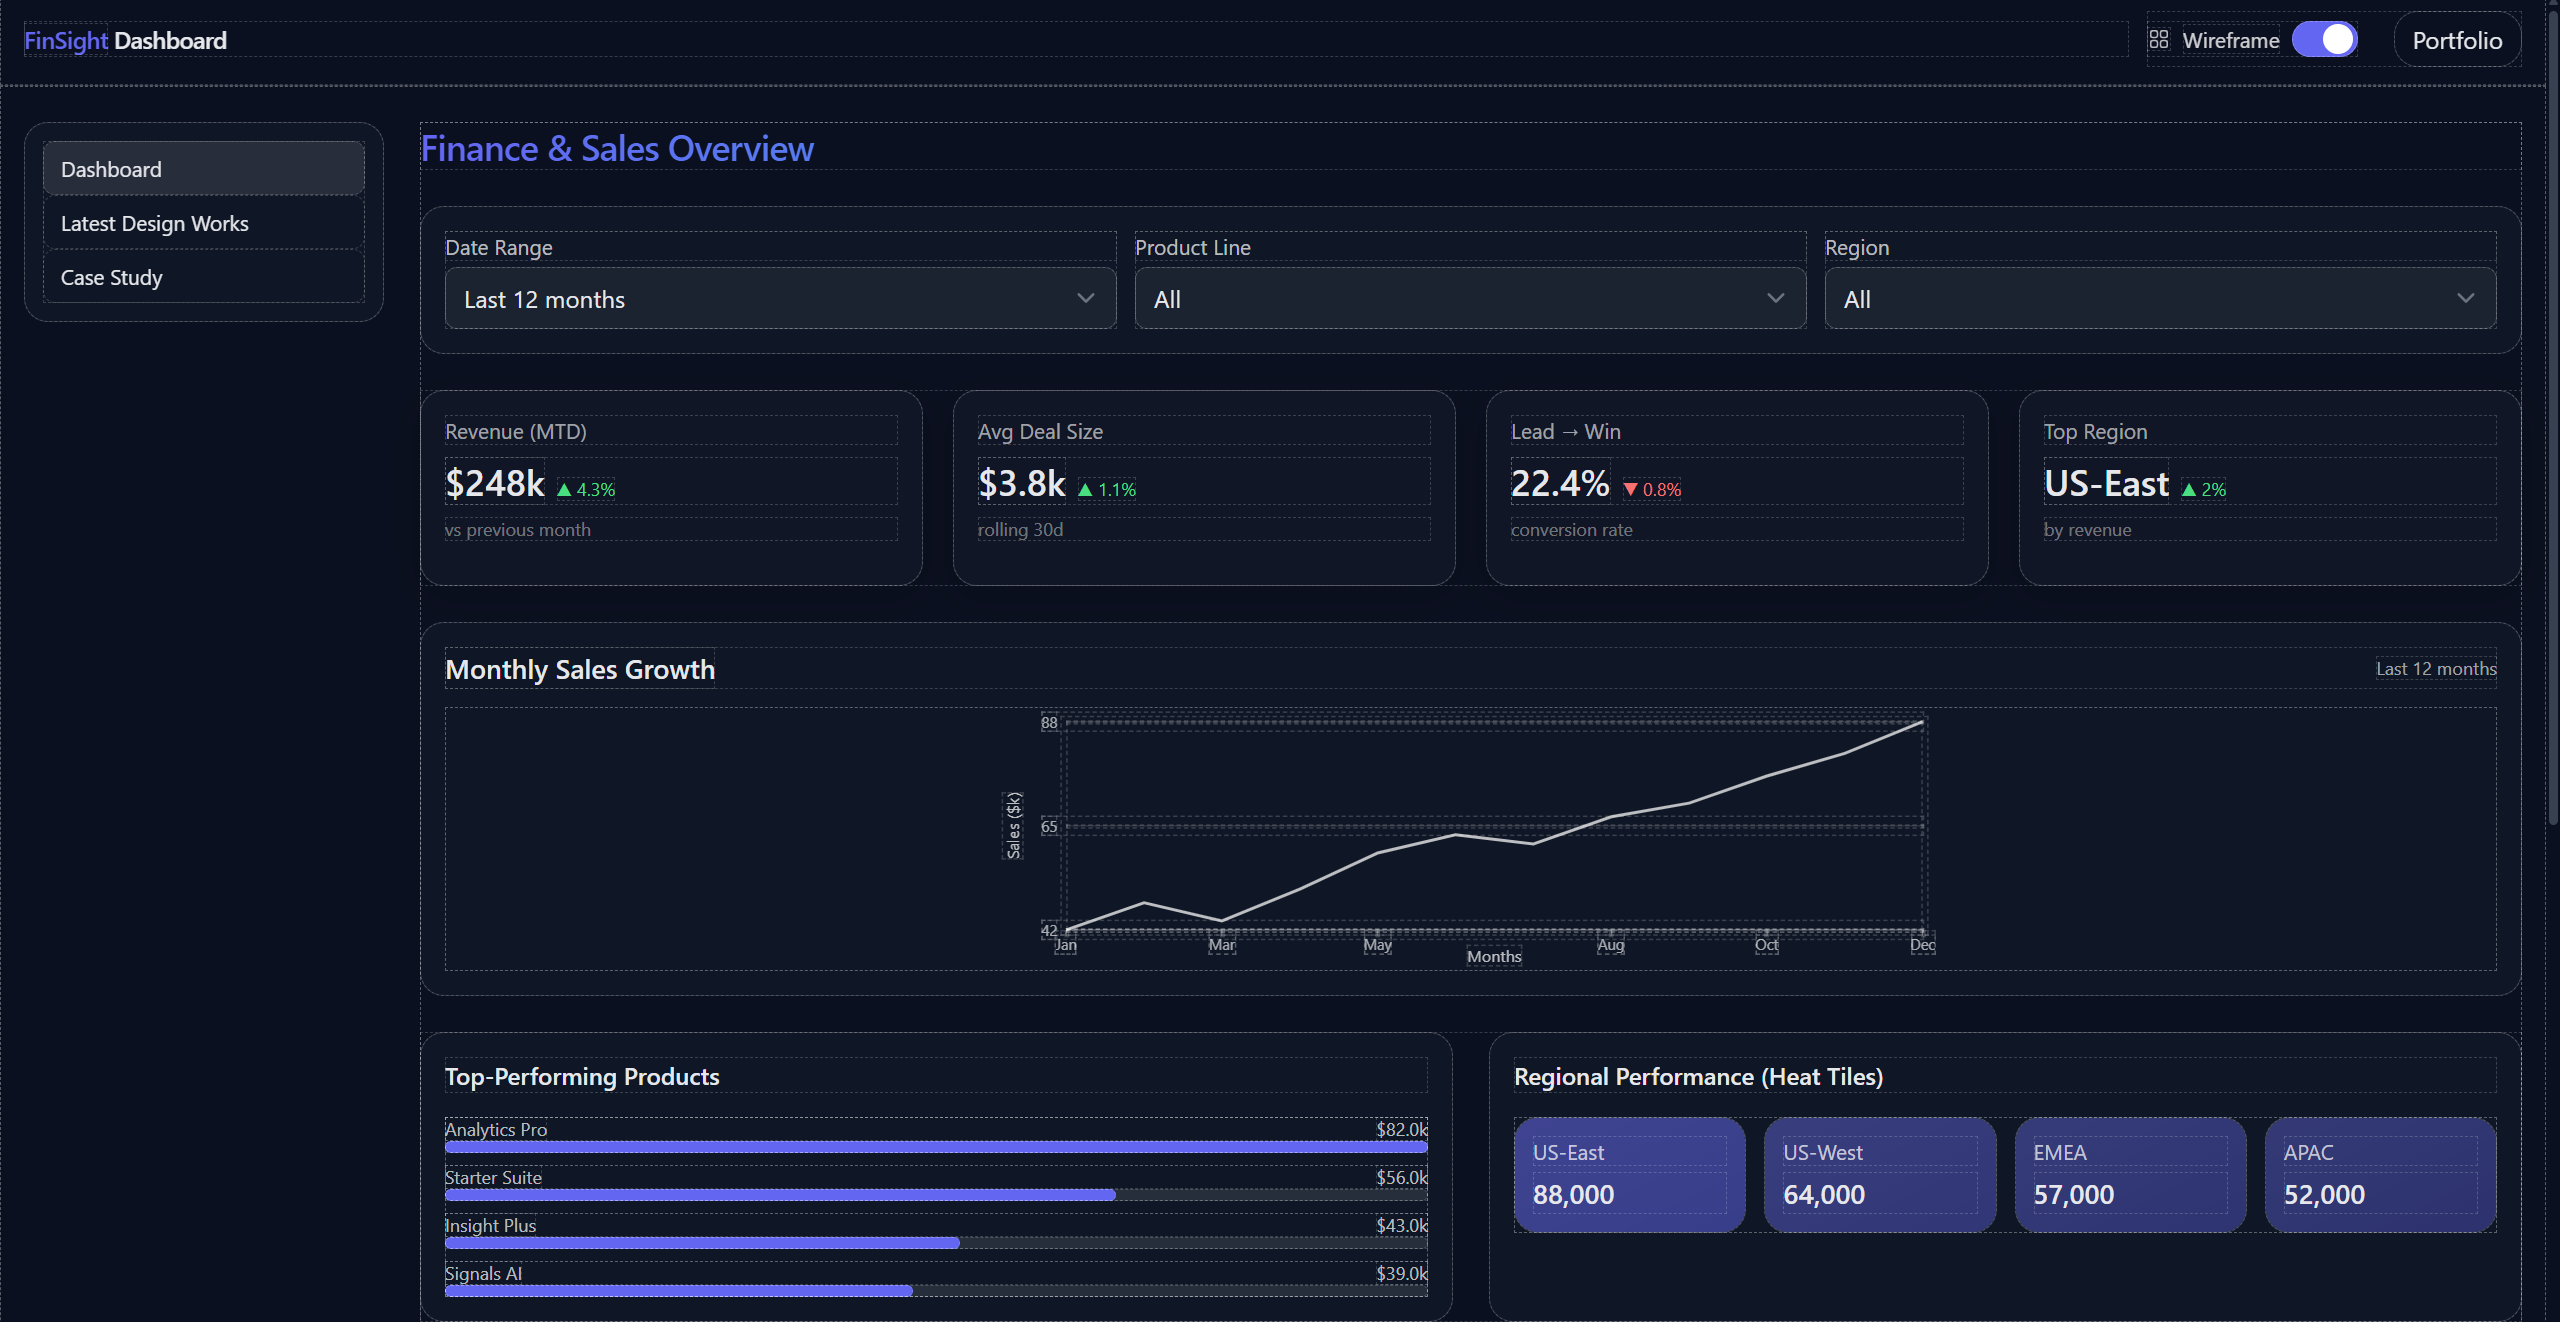 FinSight Dashboard
Wireframe
Portfolio
Dashboard
Latest Design Works
Case Study
Finance & Sales Overview
Date Range
Last 12 months
Product Line
All
Region
All
Revenue (MTD)
$248k ▲ 4.3%
vs previous month
Avg Deal Size
$3.8k ▲ 1.1%
rolling 30d
Lead → Win
22.4% ▼ 0.8%
conversion rate
Top Region
US-East ▲ 2%
by revenue
Monthly Sales Growth
Last 12 months
Sales ($k)
88
65
42
Jan Mar May Aug Oct Dec
Months
Top-Performing Products
Analytics Pro $82.0k
Starter Suite $56.0k
Insight Plus $43.0k
Signals AI $39.0k
Regional Performance (Heat Tiles)
US-East
88,000
US-West
64,000
EMEA
57,000
APAC
52,000